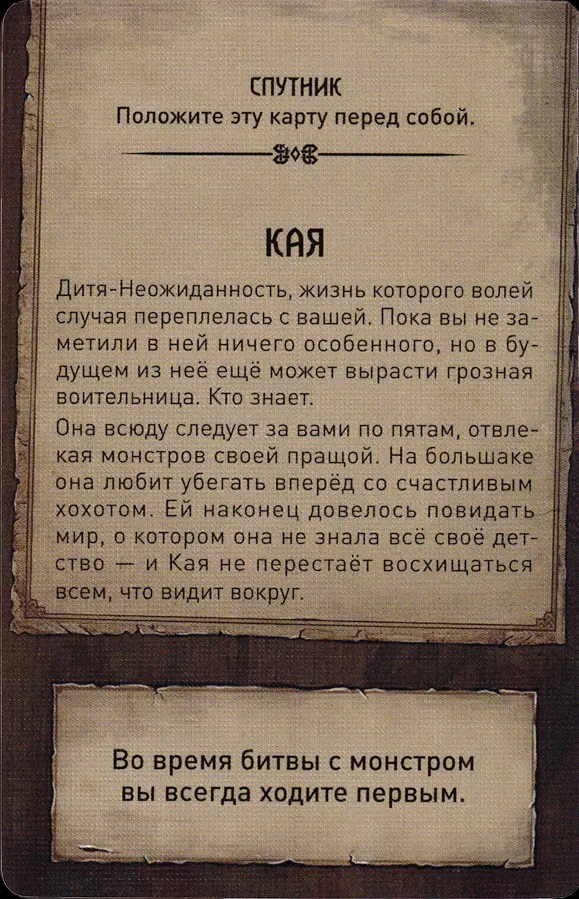 СПУТНИК
Положите эту карту перед собой.
КАЯ
Дитя-Неожиданность, жизнь которого волей
случая переплелась с вашей. Пока вы не за-
метили в ней ничего особенного, но в бу-
дущем из неё ещё может вырасти грозная
воительница. Кто знает.
Она всюду следует за вами по пятам, отвле-
кая монстров своей пращой. На большаке
она любит убегать вперёд со счастливым
хохотом. Ей наконец довелось повидать
мир, о котором она не знала всё своё дет-
ство — и Кая не перестаёт восхищаться
всем, что видит вокруг.
Во время битвы с монстром
вы всегда ходите первым.